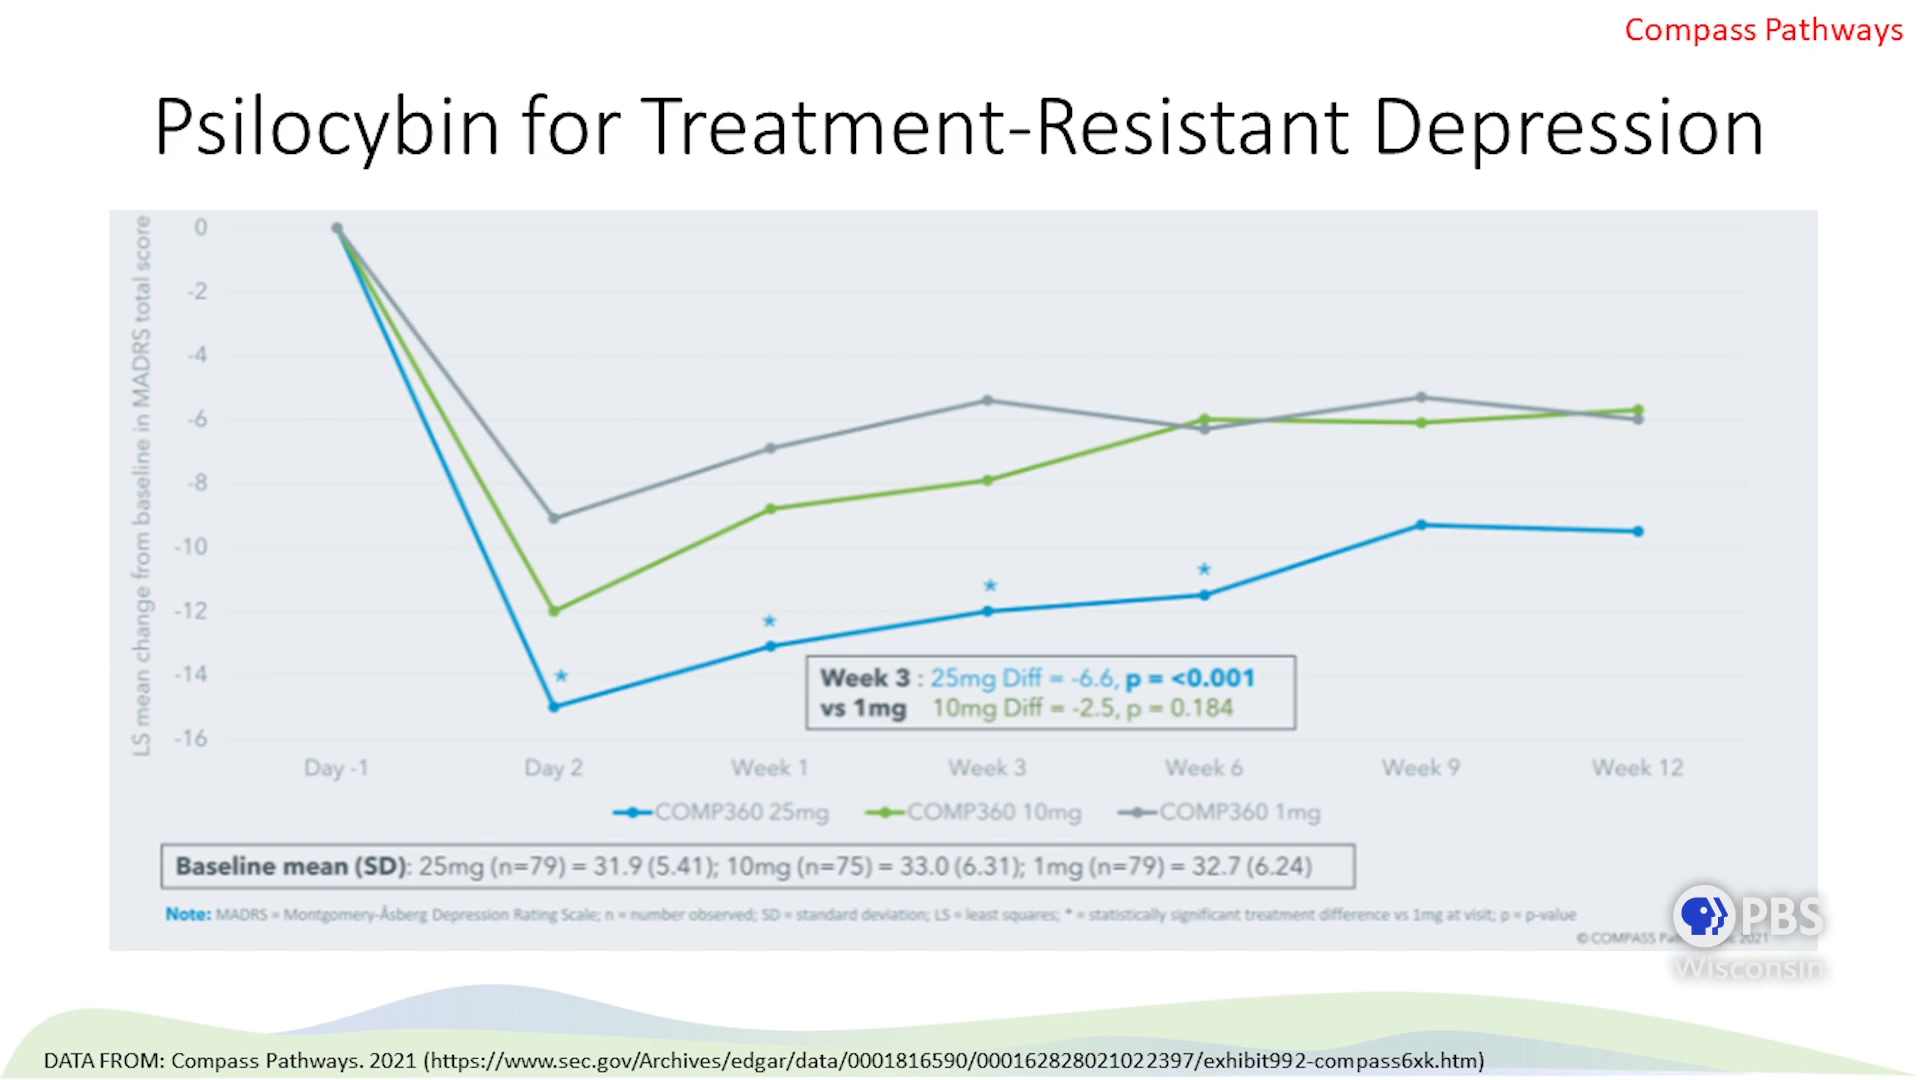 Compass Pathways
Psilocybin for Treatment-Resistant Depression
LS mean change from baseline in MADRS total score
0
-2
-4
-6
-8
-10
-12
-14
-16
*
*
*
*
Week 3 : 25mg Diff = -6.6, p = <0.001
vs 1mg 10mg Diff = -2.5, p = 0.184
Day -1 Day 2 Week 1 Week 3 Week 6 Week 9 Week 12
COMP360 25mg COMP360 10mg COMP360 1mg
Baseline mean (SD): 25mg (n=79) = 31.9 (5.41); 10mg (n=75) = 33.0 (6.31); 1mg (n=79) = 32.7 (6.24)
Note: MADRS = Montgomery-Åsberg Depression Rating Scale; n = number observed; SD = standard deviation; LS = least squares; * = statistically significant treatment difference vs 1mg at visit; p = p-value
© COMPASS 2021
PBS
Wisconsin
DATA FROM: Compass Pathways. 2021 (https://www.sec.gov/Archives/edgar/data/0001816590/000162828021022397/exhibit992-compass6xk.htm)